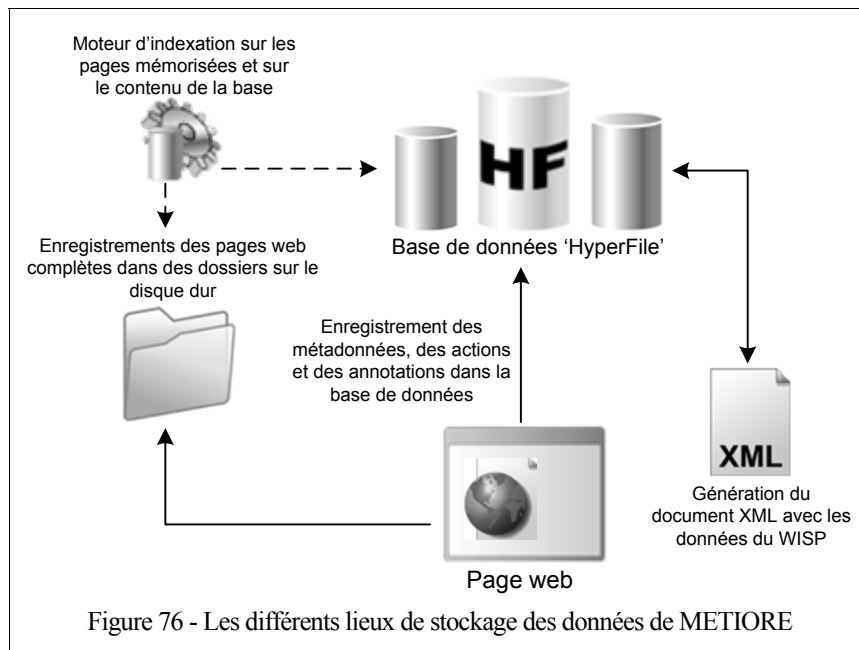 Moteur d'indexation sur les
pages mémorisées et sur
le contenu de la base
HF
Base de données 'HyperFile'
Enregistrements des pages web
complètes dans des dossiers sur le
disque dur
Enregistrement des
métadonnées, des actions
et des annotations dans la
base de données
XML
Génération du
document XML avec les
données du WISP
Page web
Figure 76 - Les différents lieux de stockage des données de METIORE